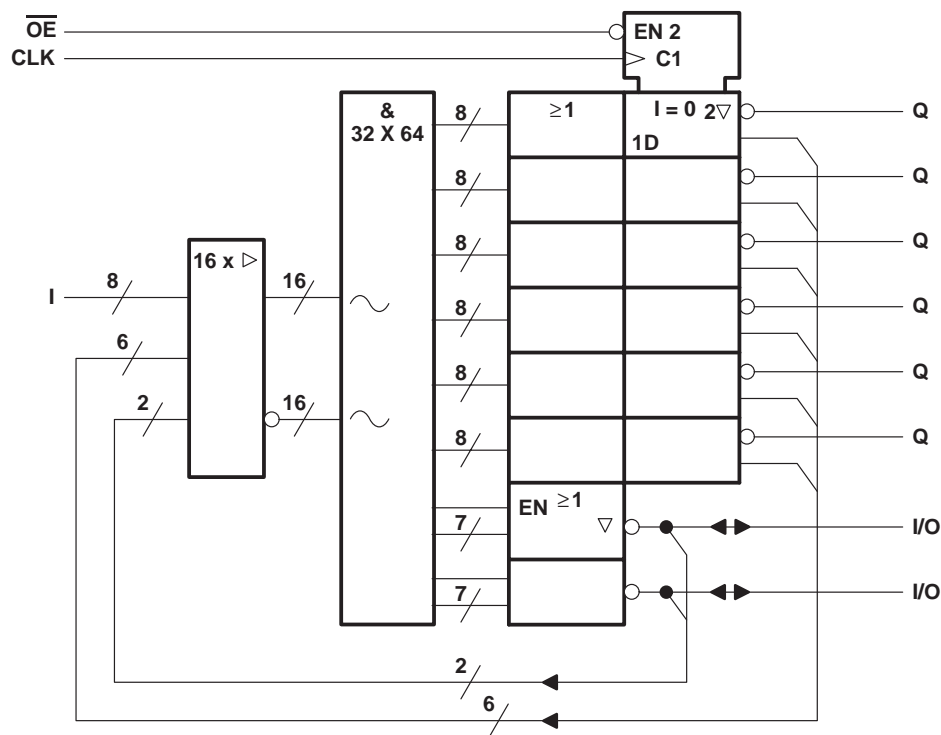 OE
EN 2
CLK
C1
&
32 X 64
8
≥1
I = 0
2▽
1D
Q
8
Q
8
Q
16 x ▷
I
8
16
8
Q
6
8
Q
2
16
8
Q
EN ≥1
▽
7
I/O
7
I/O
2
6